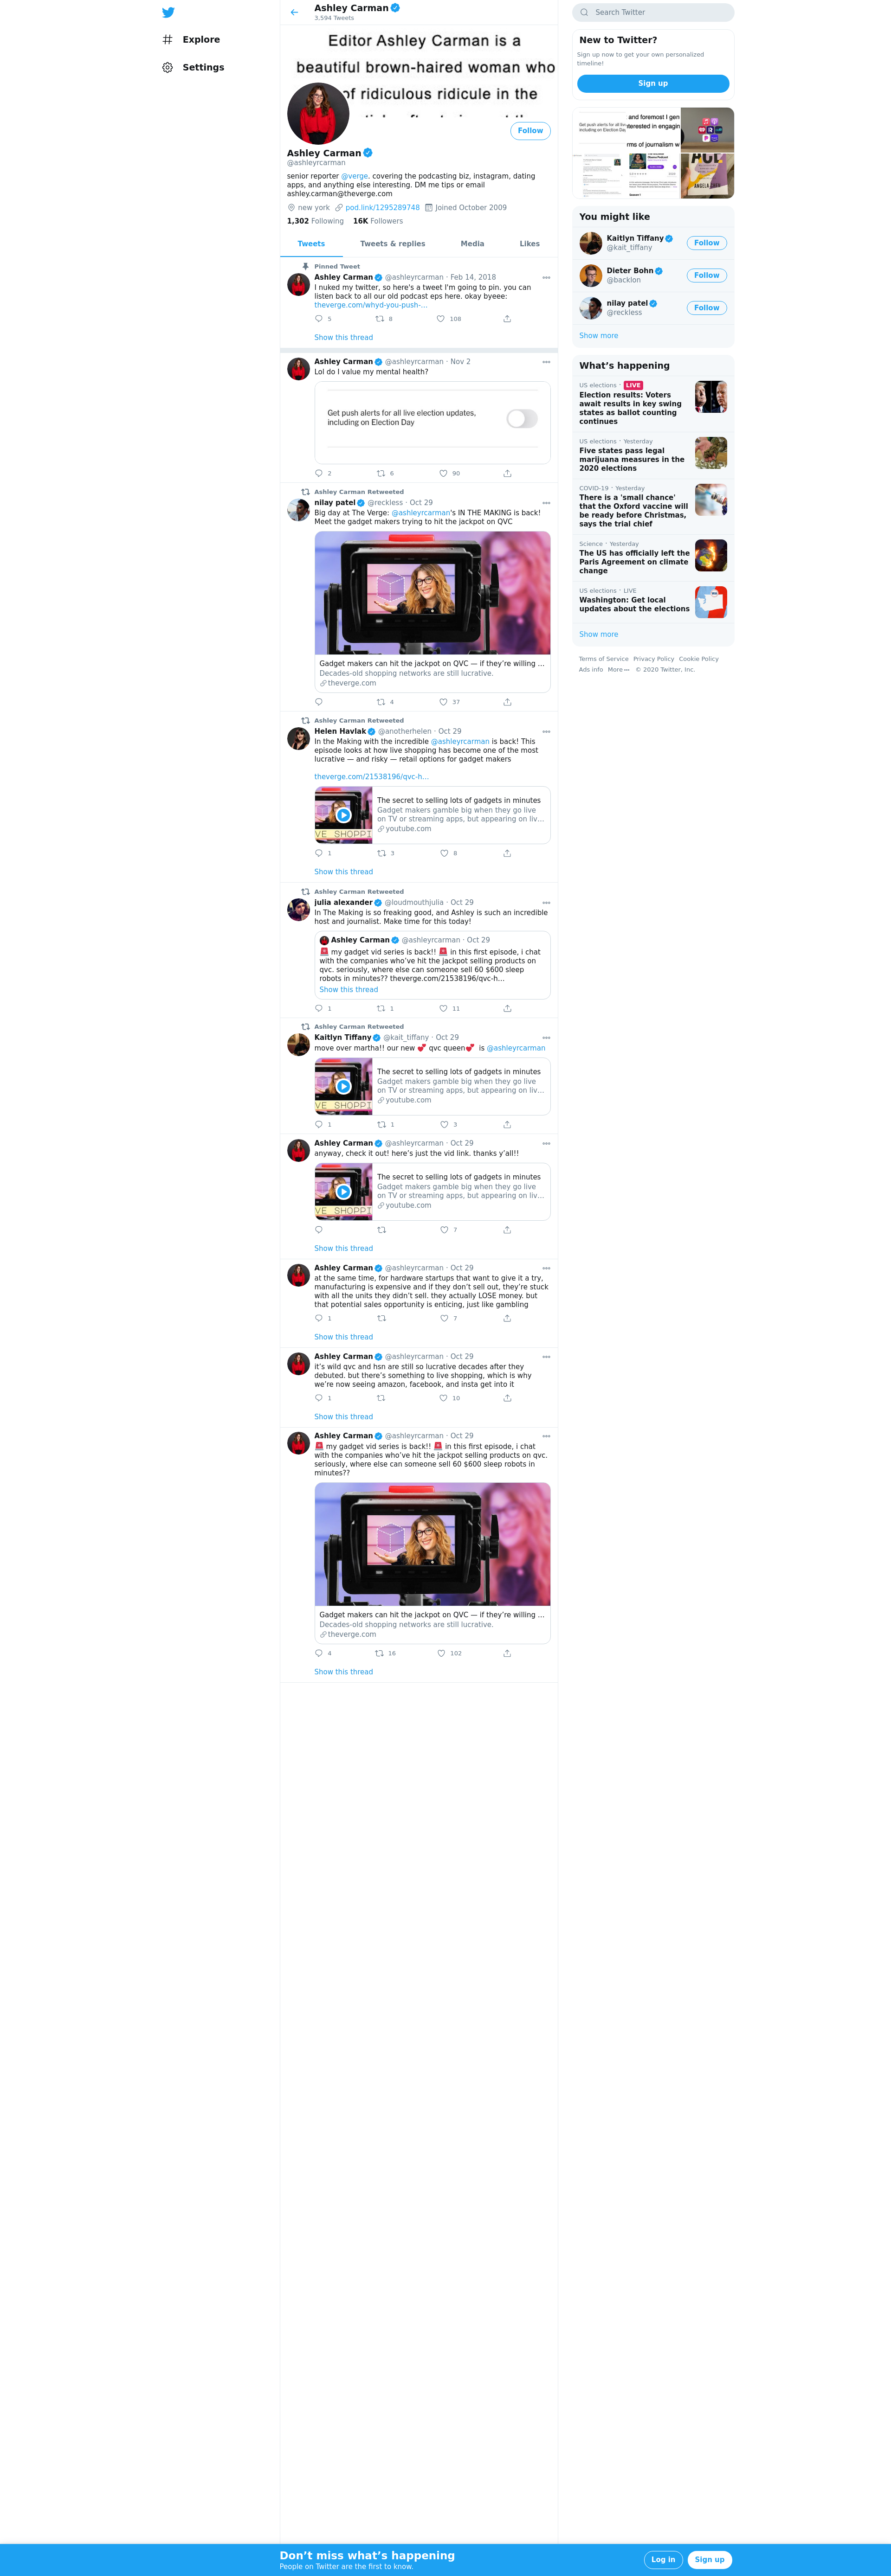 Explore
Settings
Ashley Carman
3,594 Tweets
Editor Ashley Carman is a
beautiful brown-haired woman who
of ridiculous ridicule in the
Follow
Ashley Carman
@ashleyrcarman
senior reporter @verge. covering the podcasting biz, instagram, dating
apps, and anything else interesting. DM me tips or email
ashley.carman@theverge.com
new york pod.link/1295289748 Joined October 2009
1,302 Following 16K Followers
Tweets Tweets & replies Media Likes
Pinned Tweet
Ashley Carman @ashleyrcarman · Feb 14, 2018
I nuked my twitter, so here's a tweet I'm going to pin. you can
listen back to all our old podcast eps here. okay byeee:
theverge.com/whyd-you-push-…
5 8 108
Show this thread
Ashley Carman @ashleyrcarman · Nov 2
Lol do I value my mental health?
Get push alerts for all live election updates,
including on Election Day
2 6 90
Ashley Carman Retweeted
nilay patel @reckless · Oct 29
Big day at The Verge: @ashleyrcarman's IN THE MAKING is back!
Meet the gadget makers trying to hit the jackpot on QVC
Gadget makers can hit the jackpot on QVC — if they're willing ...
Decades-old shopping networks are still lucrative.
theverge.com
4 37
Ashley Carman Retweeted
Helen Havlak @anotherhelen · Oct 29
In the Making with the incredible @ashleyrcarman is back! This
episode looks at how live shopping has become one of the most
lucrative — and risky — retail options for gadget makers
theverge.com/21538196/qvc-h…
The secret to selling lots of gadgets in minutes
Gadget makers gamble big when they go live
on TV or streaming apps, but appearing on liv...
VE SHOPPI
youtube.com
1 3 8
Show this thread
Ashley Carman Retweeted
julia alexander @loudmouthjulia · Oct 29
In The Making is so freaking good, and Ashley is such an incredible
host and journalist. Make time for this today!
Ashley Carman @ashleyrcarman · Oct 29
🚨 my gadget vid series is back!! 🚨 in this first episode, i chat
with the companies who've hit the jackpot selling products on
qvc. seriously, where else can someone sell 60 $600 sleep
robots in minutes?? theverge.com/21538196/qvc-h…
Show this thread
1 1 11
Ashley Carman Retweeted
Kaitlyn Tiffany @kait_tiffany · Oct 29
move over martha!! our new 💞 qvc queen💞 is @ashleyrcarman
The secret to selling lots of gadgets in minutes
Gadget makers gamble big when they go live
on TV or streaming apps, but appearing on liv...
VE SHOPPI
youtube.com
1 1 3
Ashley Carman @ashleyrcarman · Oct 29
anyway, check it out! here's just the vid link. thanks y'all!!
The secret to selling lots of gadgets in minutes
Gadget makers gamble big when they go live
on TV or streaming apps, but appearing on liv...
VE SHOPPI
youtube.com
7
Show this thread
Ashley Carman @ashleyrcarman · Oct 29
at the same time, for hardware startups that want to give it a try,
manufacturing is expensive and if they don't sell out, they're stuck
with all the units they didn't sell. they actually LOSE money. but
that potential sales opportunity is enticing, just like gambling
1 7
Show this thread
Ashley Carman @ashleyrcarman · Oct 29
it's wild qvc and hsn are still so lucrative decades after they
debuted. but there's something to live shopping, which is why
we're now seeing amazon, facebook, and insta get into it
1 10
Show this thread
Ashley Carman @ashleyrcarman · Oct 29
🚨 my gadget vid series is back!! 🚨 in this first episode, i chat
with the companies who've hit the jackpot selling products on qvc.
seriously, where else can someone sell 60 $600 sleep robots in
minutes??
Gadget makers can hit the jackpot on QVC — if they're willing ...
Decades-old shopping networks are still lucrative.
theverge.com
4 16 102
Show this thread
Search Twitter
New to Twitter?
Sign up now to get your own personalized
timeline!
Sign up
Get push alerts for all
including on Election Day
and foremost I gen
terested in engagin
rms of journalism w
You might like
Kaitlyn Tiffany
@kait_tiffany
Follow
Dieter Bohn
@backlon
Follow
nilay patel
@reckless
Follow
Show more
What's happening
US elections · LIVE
Election results: Voters
await results in key swing
states as ballot counting
continues
US elections · Yesterday
Five states pass legal
marijuana measures in the
2020 elections
COVID-19 · Yesterday
There is a 'small chance'
that the Oxford vaccine will
be ready before Christmas,
says the trial chief
Science · Yesterday
The US has officially left the
Paris Agreement on climate
change
US elections · LIVE
Washington: Get local
updates about the elections
Show more
Terms of Service Privacy Policy Cookie Policy
Ads info More © 2020 Twitter, Inc.
Don't miss what's happening
People on Twitter are the first to know.
Log in Sign up